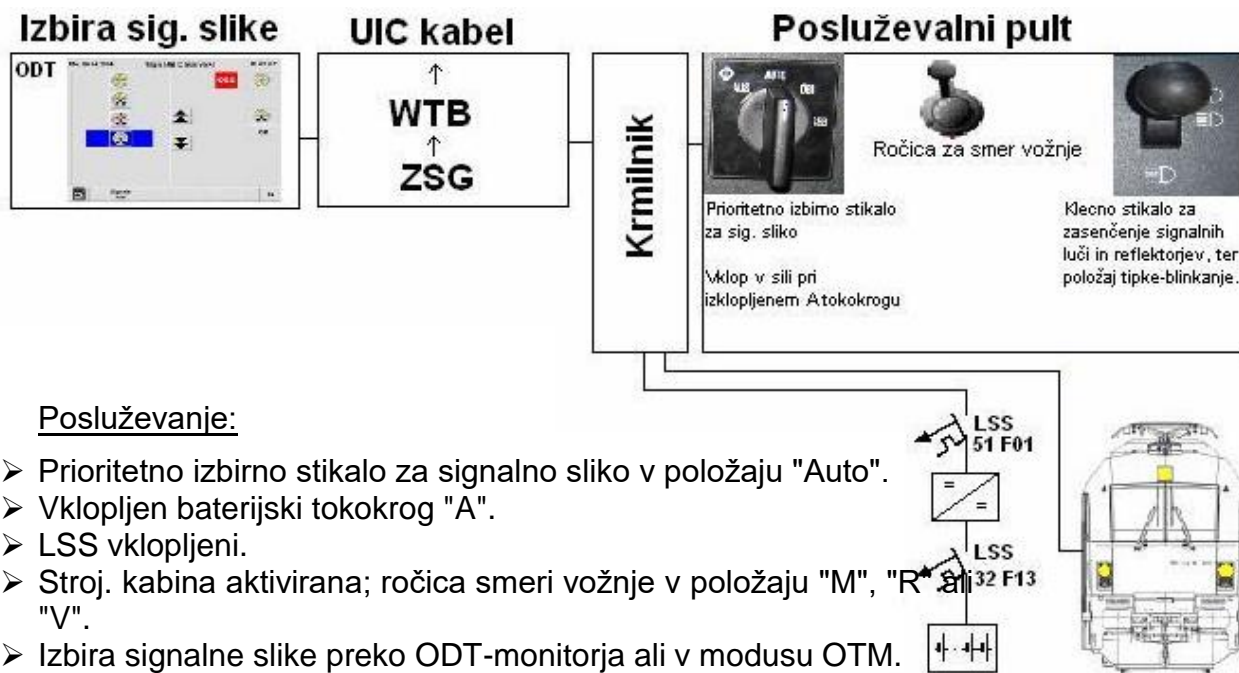 Izbira sig. slike
UIC kabel
Posluževalni pult
ODT
WTB
ZSG
Krmilnik
AUTO
Ročica za smer vožnje
Prioritetno izbirno stikalo
za sig. sliko
Vklop v sili pri
izklopljenem A tokokrogu
Klecno stikalo za
zasenčenje signalnih
luči in reflektorjev, ter
položaj tipke-blinkanje.
LSS
51 F01
LSS
32 F13
Posluževanje:
➢ Prioritetno izbirno stikalo za signalno sliko v položaju "Auto".
➢ Vklopljen baterijski tokokrog "A".
➢ LSS vklopljeni.
➢ Stroj. kabina aktivirana; ročica smeri vožnje v položaju "M", "R" ali
"V".
➢ Izbira signalne slike preko ODT-monitorja ali v modusu OTM.